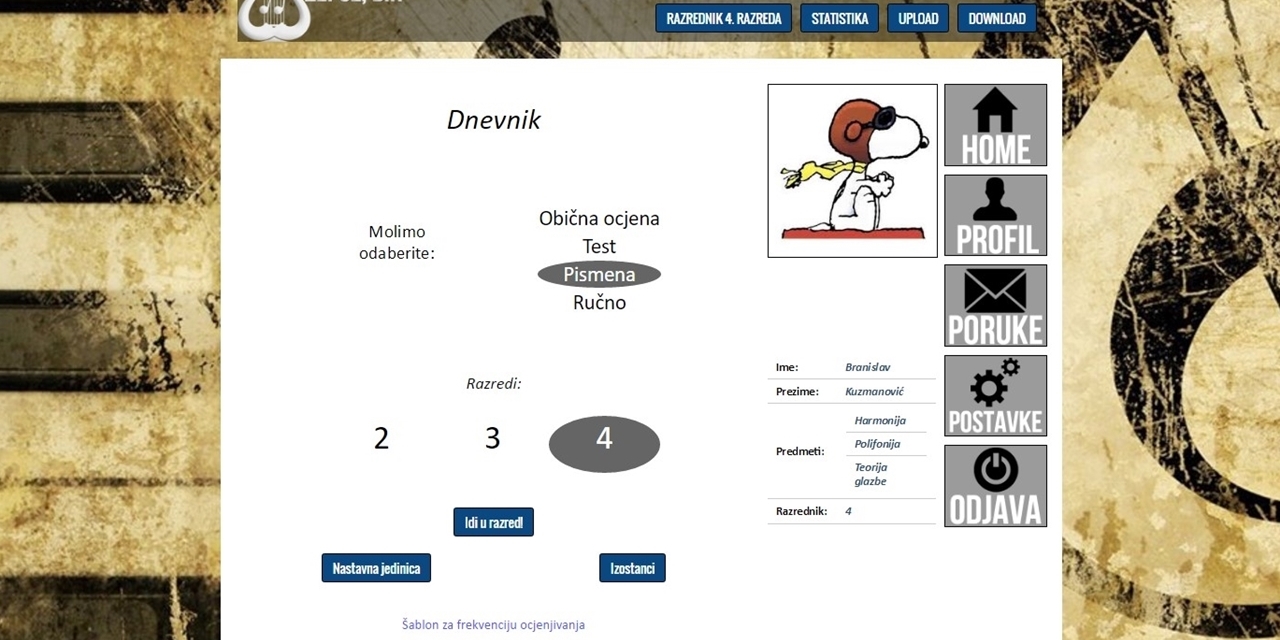 RAZREDNIK 4. RAZREDA STATISTIKA UPLOAD DOWNLOAD
Dnevnik
Molimo
odaberite:
Obična ocjena
Test
Pismena
Ručno
Razredi:
2 3 4
Idi u razred!
Nastavna jedinica Izostanci
Šablon za frekvenciju ocjenjivanja
Ime: Branislav
Prezime: Kuzmanović
Predmeti:
Harmonija
Polifonija
Teorija
glazbe
Razrednik: 4
HOME
PROFIL
PORUKE
POSTAVKE
ODJAVA